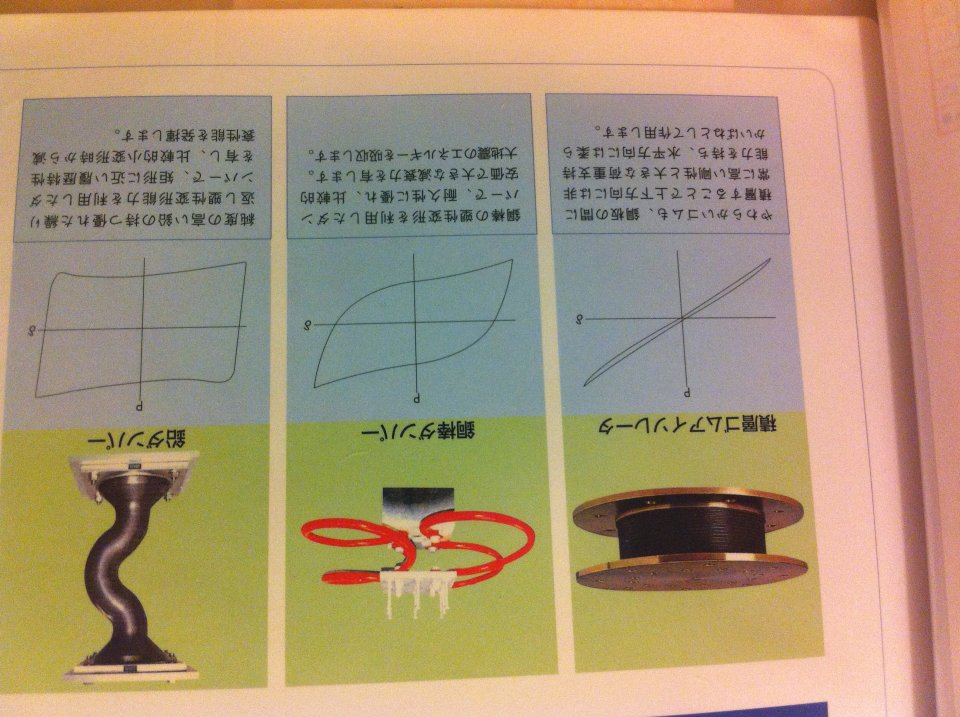 積層ゴムアイソレータ
P
δ
やわらかいゴムも、鋼板の間に
積層することで上下方向には非
常に高い剛性と大きな荷重支持
能力を持ち、水平方向には柔ら
かいばねとして作用します。
鋼棒ダンパー
P
δ
鋼棒の塑性変形を利用したダン
パーで、耐久性に優れ、比較的
安価で大きな減衰力を有します。
大地震のエネルギーを吸収します。
鉛ダンパー
P
δ
純度の高い鉛の持つ優れた繰り
返し塑性変形能力を利用したダ
ンパーで、矩形に近い履歴特性
を有し、比較的小変形時から減
衰性能を発揮します。